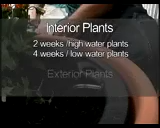 Interior Plants
2 weeks /high water plants
4 weeks / low water plants
Exterior Plants